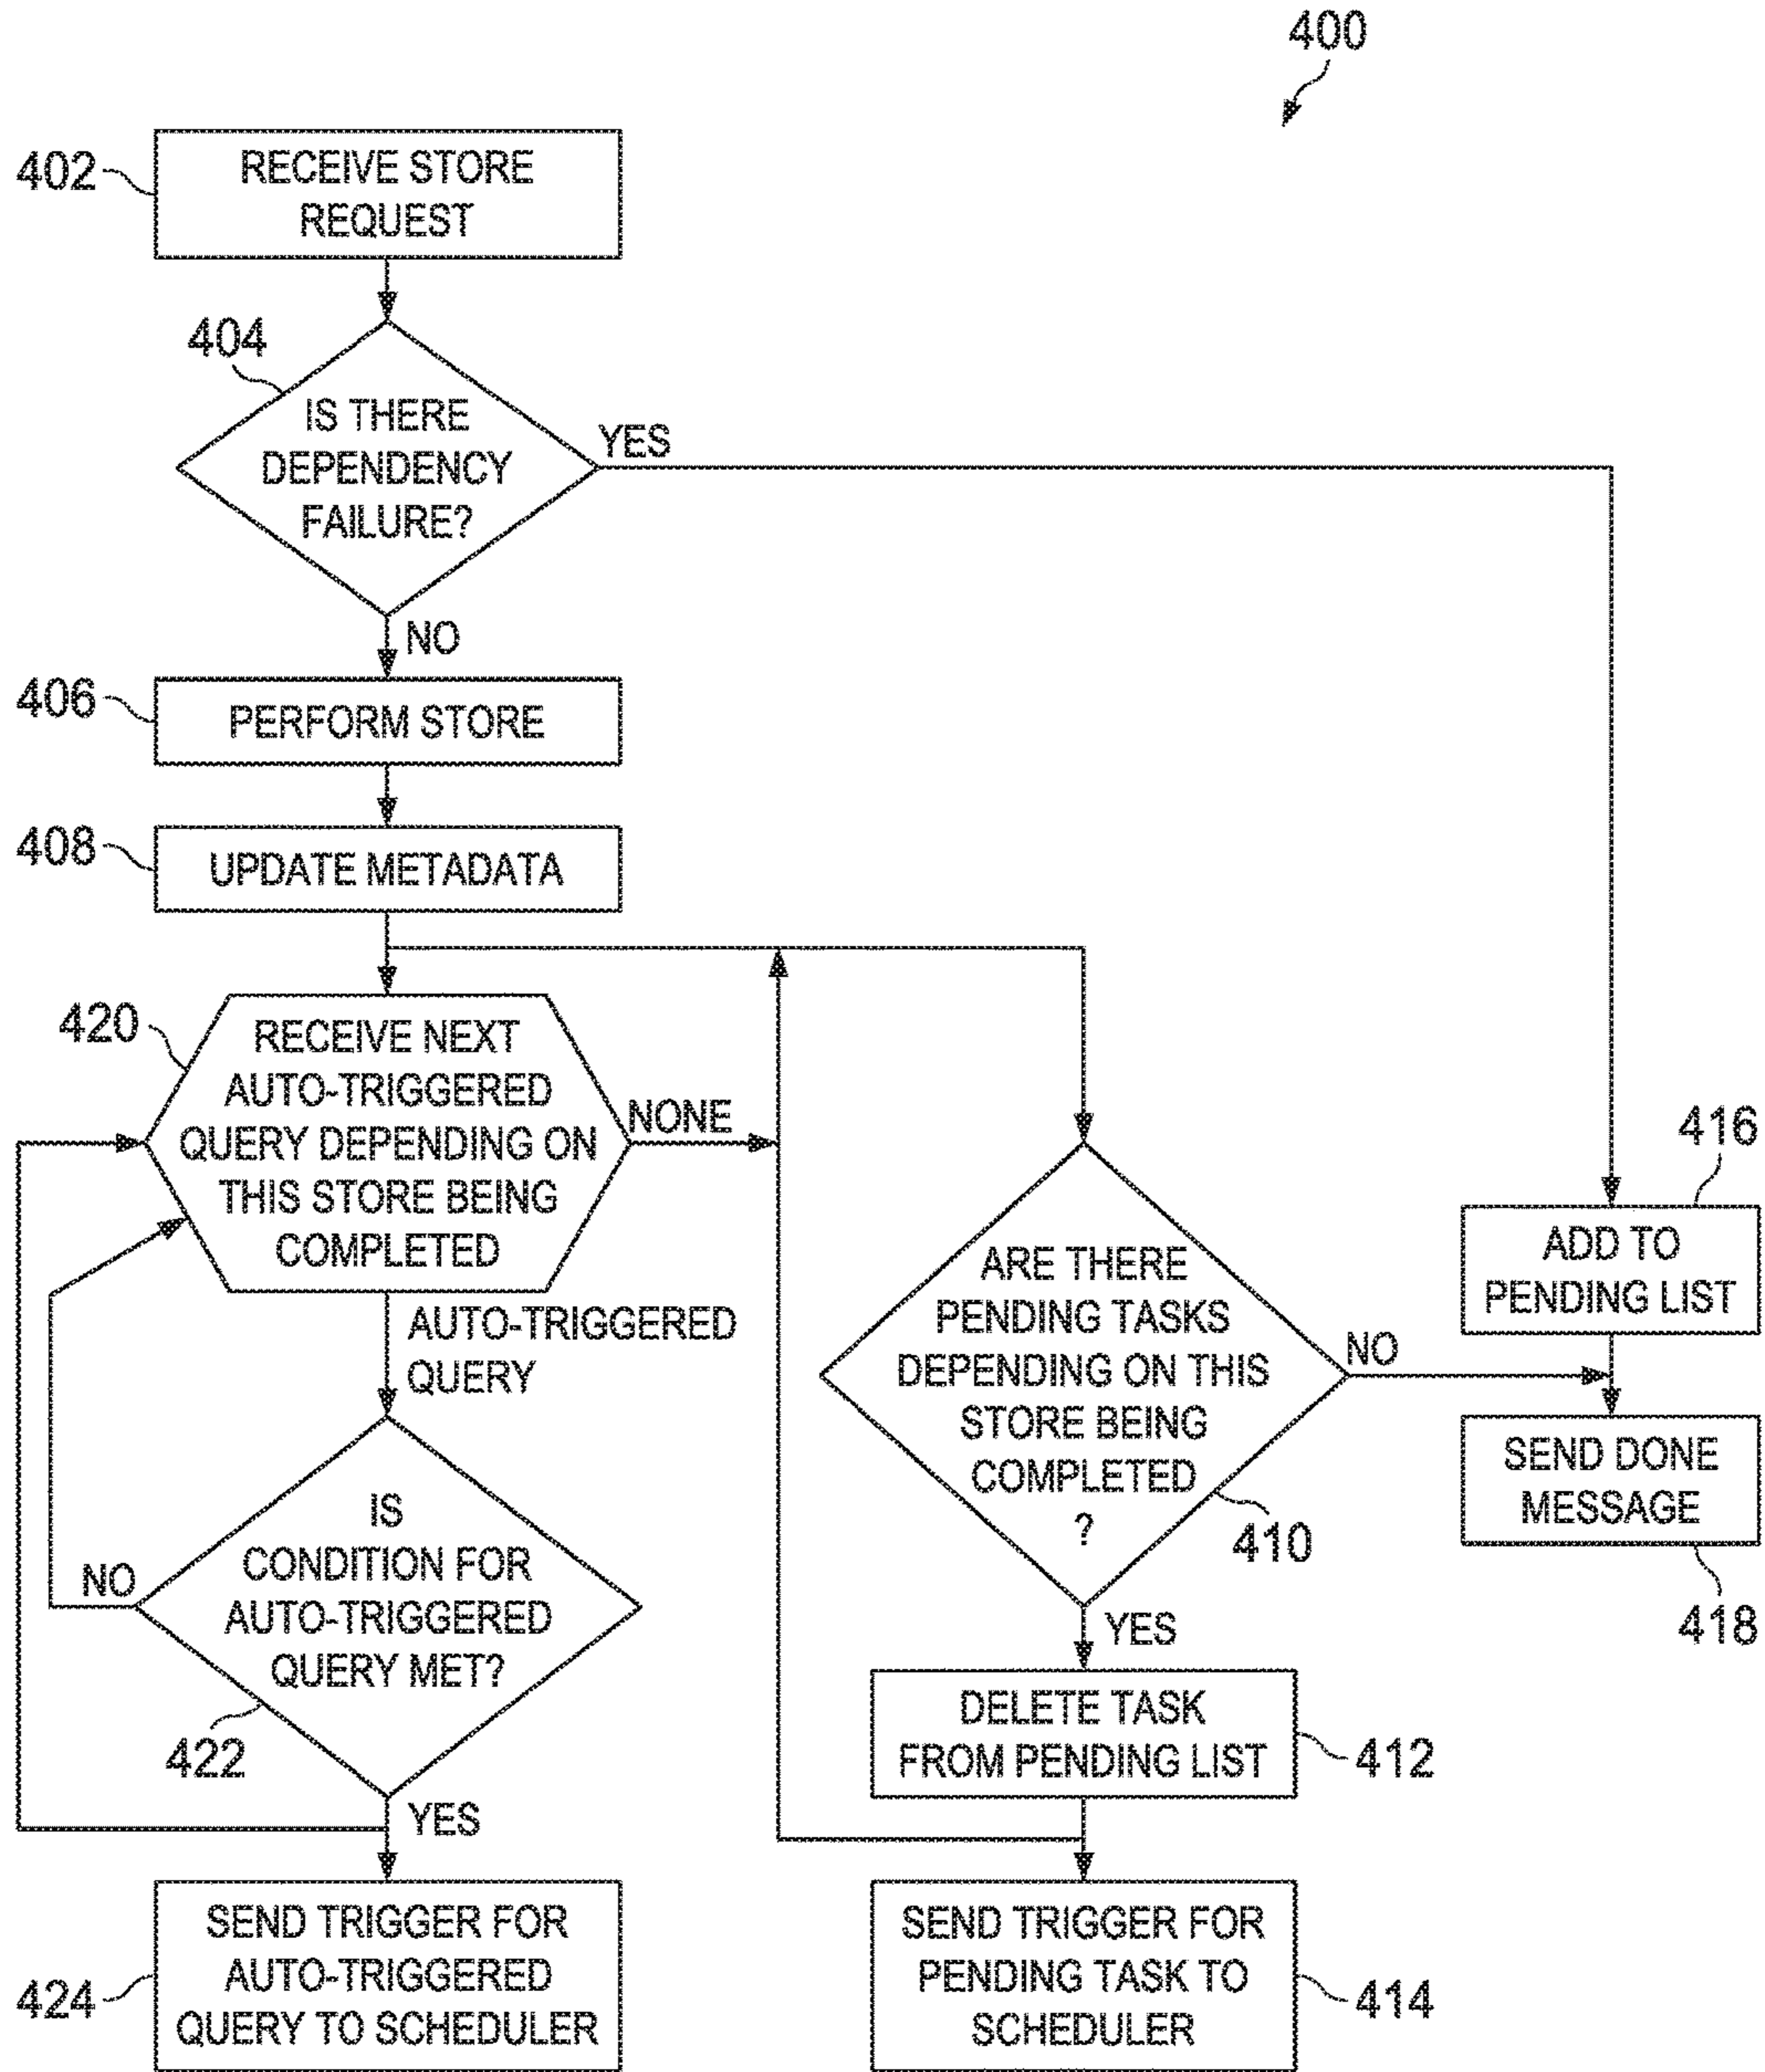 400
402
RECEIVE STORE
REQUEST
404
IS THERE
DEPENDENCY
FAILURE?
YES
NO
406
PERFORM STORE
408
UPDATE METADATA
420
RECEIVE NEXT
AUTO-TRIGGERED
QUERY DEPENDING ON
THIS STORE BEING
COMPLETED
NONE
AUTO-TRIGGERED
QUERY
IS
CONDITION FOR
AUTO-TRIGGERED
QUERY MET?
NO
422
YES
SEND TRIGGER FOR
AUTO-TRIGGERED
QUERY TO SCHEDULER
424
ARE THERE
PENDING TASKS
DEPENDING ON THIS
STORE BEING
COMPLETED
?
410
NO
YES
DELETE TASK
FROM PENDING LIST
412
SEND TRIGGER FOR
PENDING TASK TO
SCHEDULER
414
416
ADD TO
PENDING LIST
SEND DONE
MESSAGE
418